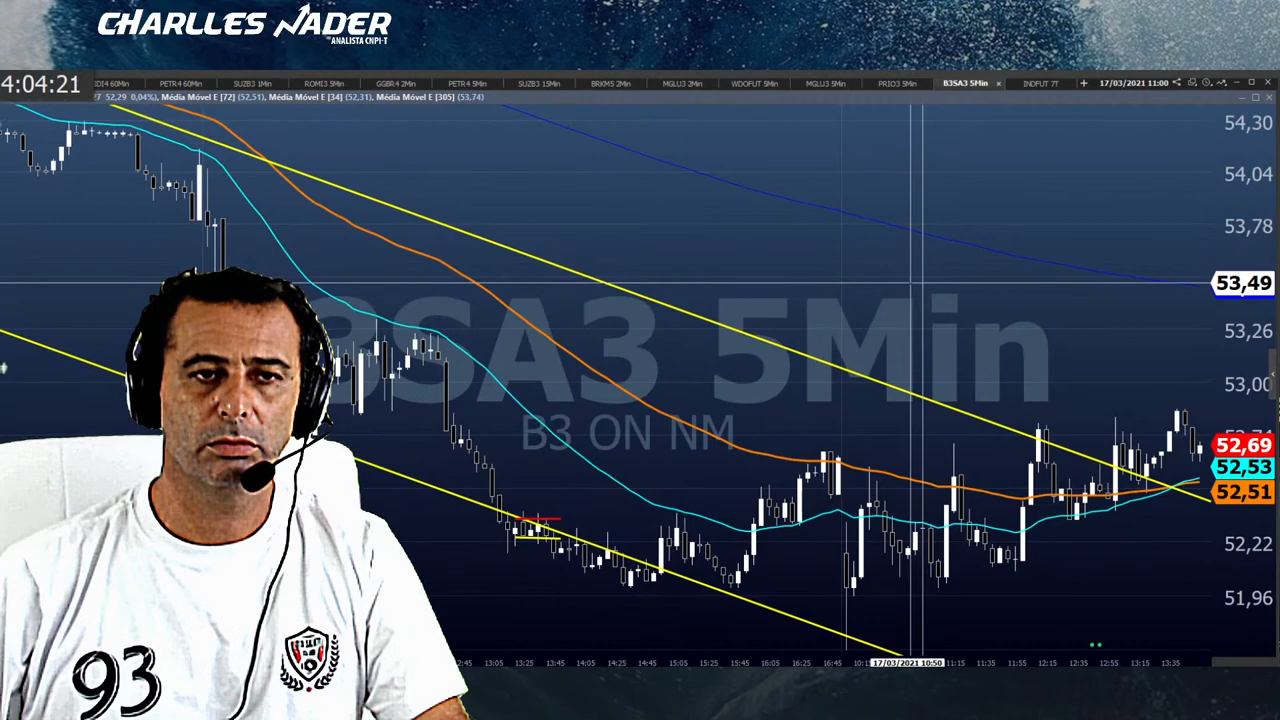 CHARLLES NADER
ANALISTA CNPI-T
4:04:21
DI4 60Min
PETR4 60Min
SUZB3 1Min
ROMI3 5Min
GGBR4 2Min
PETR4 5Min
SUZB3 15Min
BRKM5 2Min
MGLU3 2Min
WDOFUT 5Min
MGLU3 5Min
PRIO3 5Min
B3SA3 5Min
INDFUT 7T
17/03/2021 11:00
52,29 0,04%), Média Móvel E [72] (52,51), Média Móvel E [34] (52,31), Média Móvel E [305] (53,74)
54,30
54,04
53,78
53,49
53,26
B3SA3 5Min
53,00
B3 ON NM
52,69
52,53
52,51
52,22
51,96
93
13:05
13:25
13:45
14:05
14:25
14:45
15:05
15:25
15:45
16:05
16:25
16:45
17/03/2021 10:50
11:15
11:35
11:55
12:15
12:35
12:55
13:15
13:35